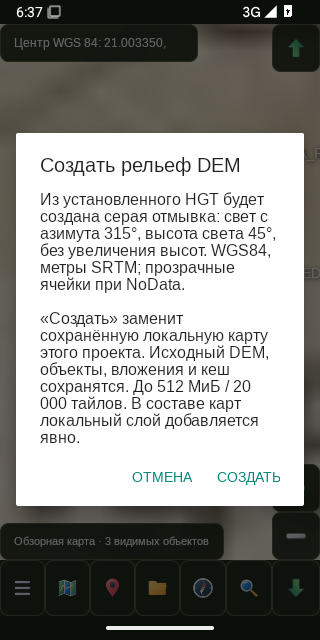 6:37
3G
Центр WGS 84: 21.003350,
Создать рельеф DEM
Из установленного HGT будет
создана серая отмывка: свет с
азимута 315°, высота света 45°,
без увеличения высот. WGS84,
метры SRTM; прозрачные
ячейки при NoData.
«Создать» заменит
сохранённую локальную карту
этого проекта. Исходный DEM,
объекты, вложения и кеш
сохранятся. До 512 МиБ / 20
000 тайлов. В составе карт
локальный слой добавляется
явно.
ОТМЕНА
СОЗДАТЬ
Обзорная карта · 3 видимых объектов